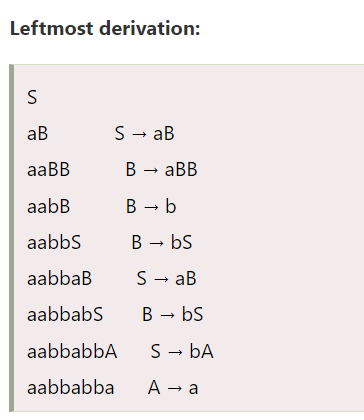 Leftmost derivation:
S
aB S → aB
aaBB B → aBB
aabB B → b
aabbS B → bS
aabbaB S → aB
aabbabS B → bS
aabbabbA S → bA
aabbabba A → a